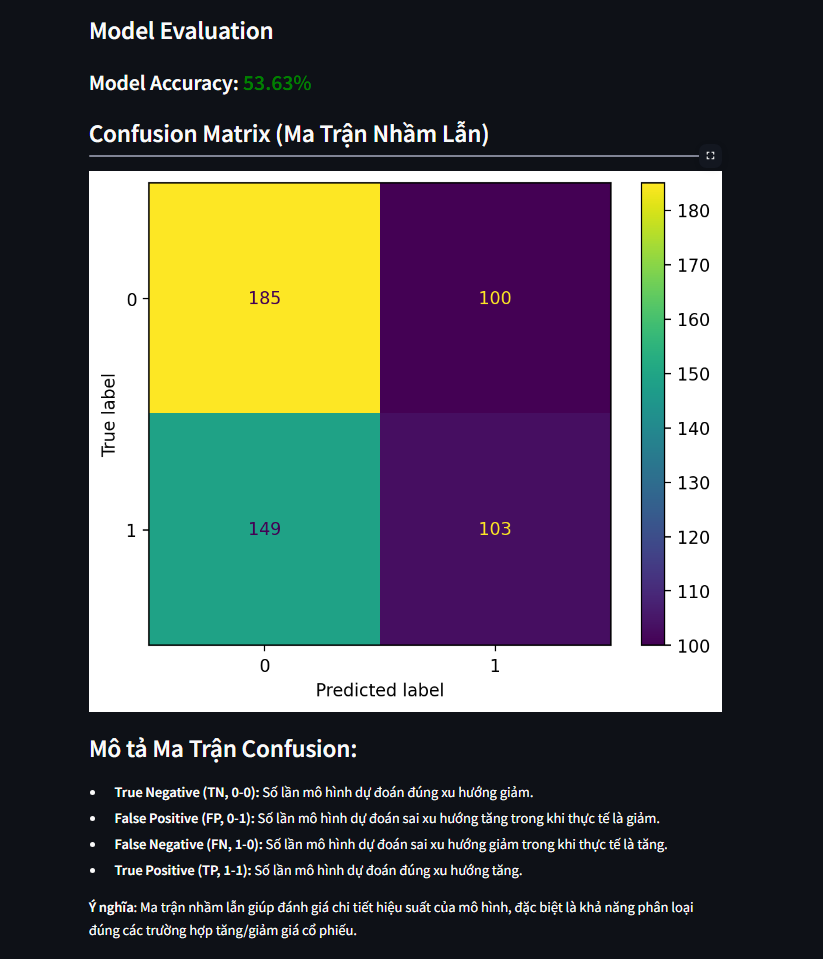 Model Evaluation
Model Accuracy: 53.63%
Confusion Matrix (Ma Trận Nhầm Lẫn)
180
170
160
150
140
130
120
110
100
True label
0
185
100
1
149
103
0
1
Predicted label
Mô tả Ma Trận Confusion:
• True Negative (TN, 0-0): Số lần mô hình dự đoán đúng xu hướng giảm.
• False Positive (FP, 0-1): Số lần mô hình dự đoán sai xu hướng tăng trong khi thực tế là giảm.
• False Negative (FN, 1-0): Số lần mô hình dự đoán sai xu hướng giảm trong khi thực tế là tăng.
• True Positive (TP, 1-1): Số lần mô hình dự đoán đúng xu hướng tăng.
Ý nghĩa: Ma trận nhầm lẫn giúp đánh giá chi tiết hiệu suất của mô hình, đặc biệt là khả năng phân loại
đúng các trường hợp tăng/giảm giá cổ phiếu.